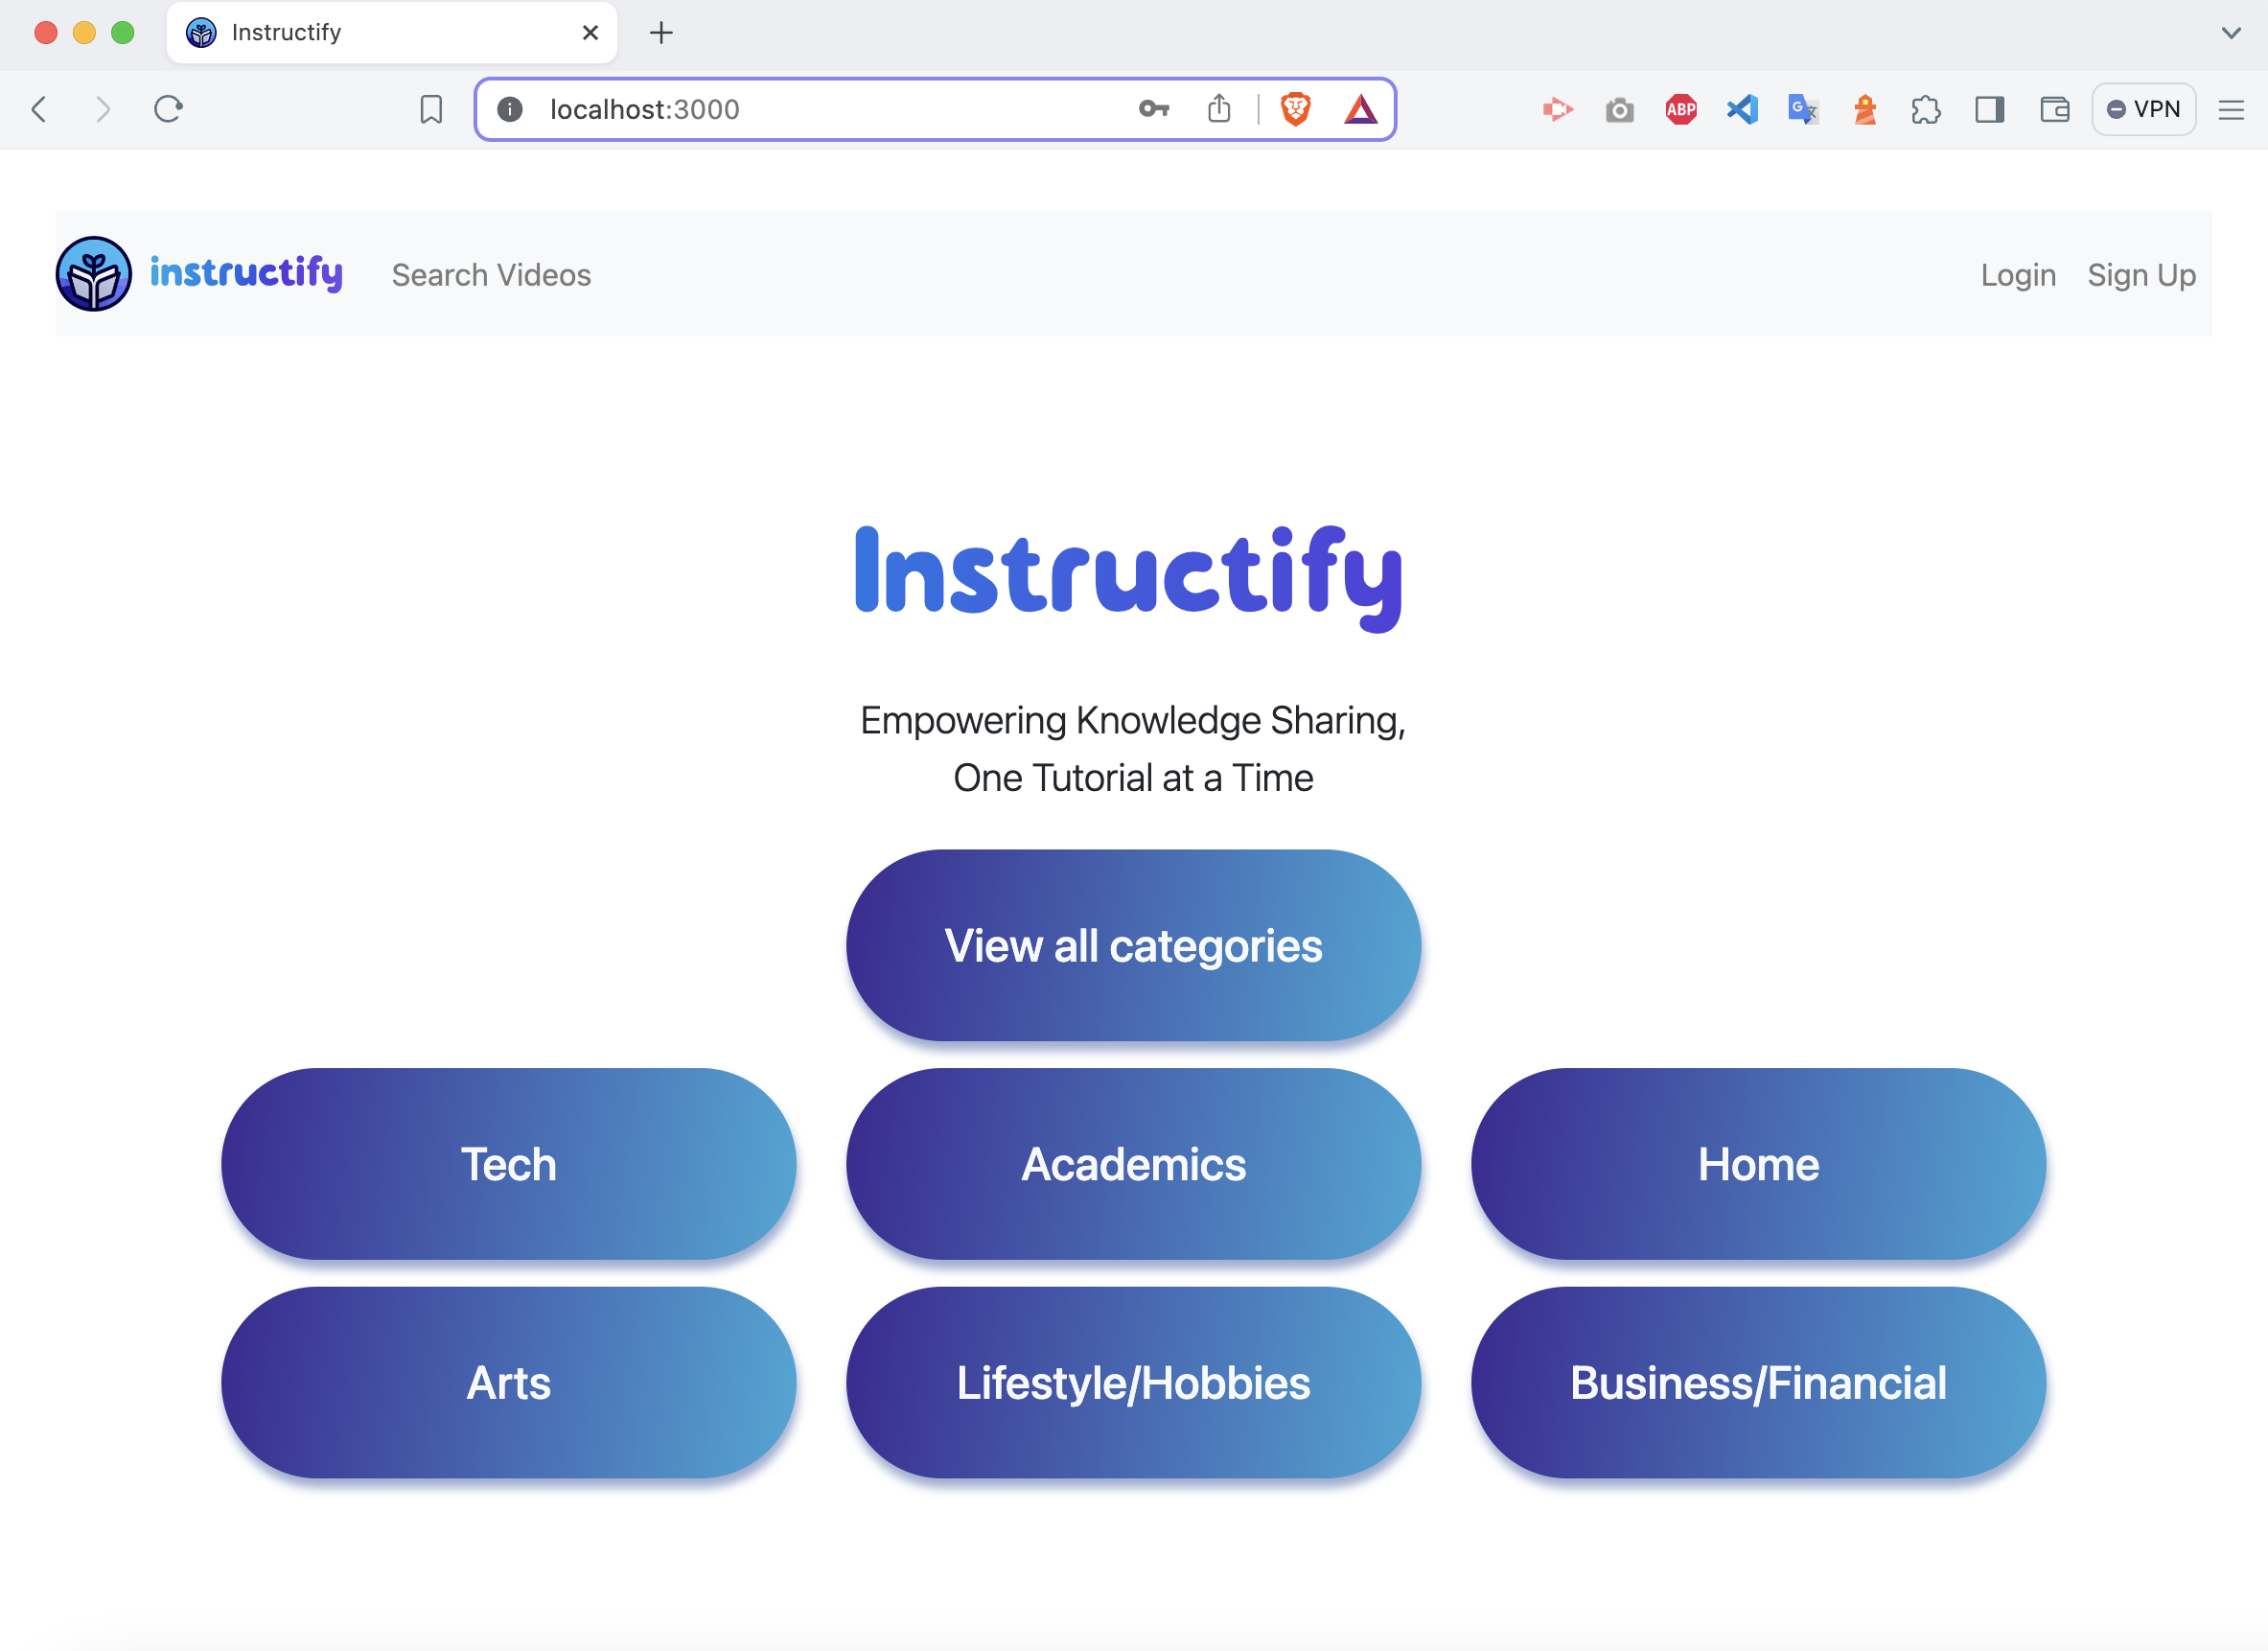 Instructify
localhost:3000
ABP
G
VPN
instructify
Search Videos
Login
Sign Up
Instructify
Empowering Knowledge Sharing,
One Tutorial at a Time
View all categories
Tech
Academics
Home
Arts
Lifestyle/Hobbies
Business/Financial